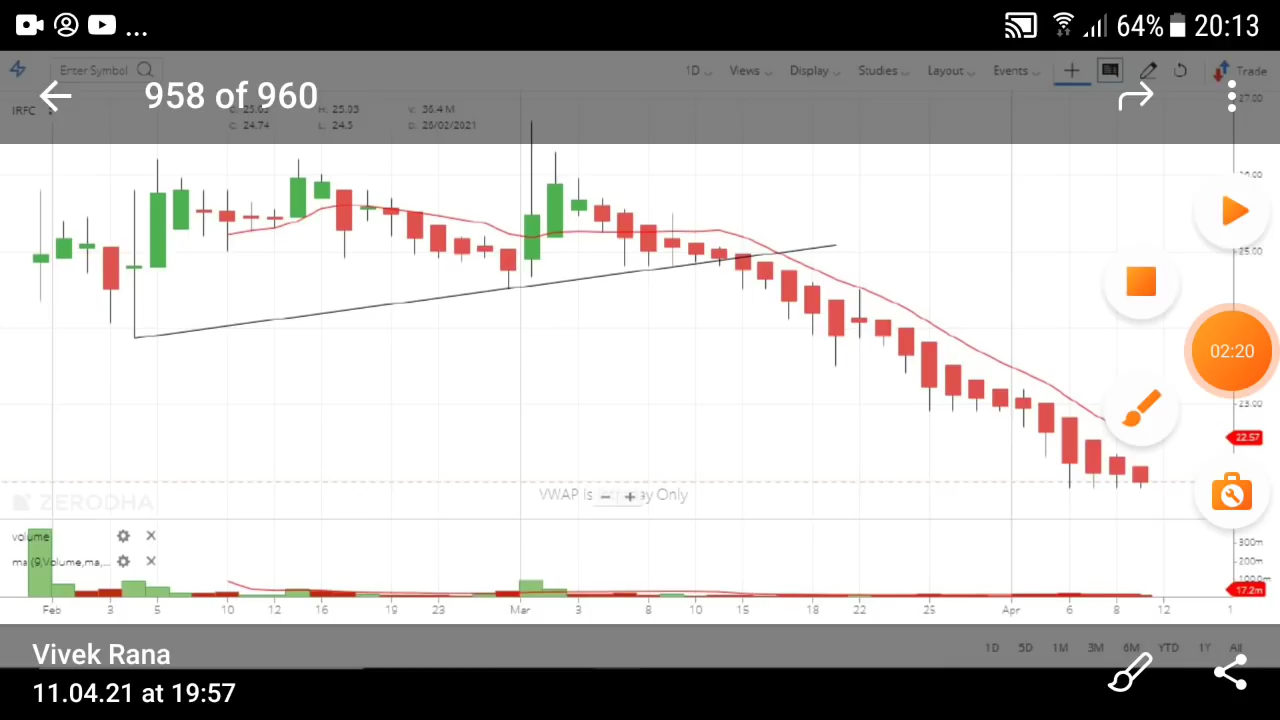 ... 64% 20:13
Enter Symbol 1D Views Display Studies Layout Events Trade
958 of 960
27.00
IRFC H: 25.03 V: 36.4 M
C: 24.74 L: 24.5 D: 26/02/2021
25.00
02:20
23.00
22.57
ZERODHA
VWAP is ay Only
volume
300m
ma (9,Volume,ma,...
200m
17.2m
Feb 3 5 10 12 16 19 23 Mar 3 8 10 15 18 22 25 Apr 6 8 12 1
Vivek Rana
1D 5D 1M 3M 6M YTD 1Y All
11.04.21 at 19:57